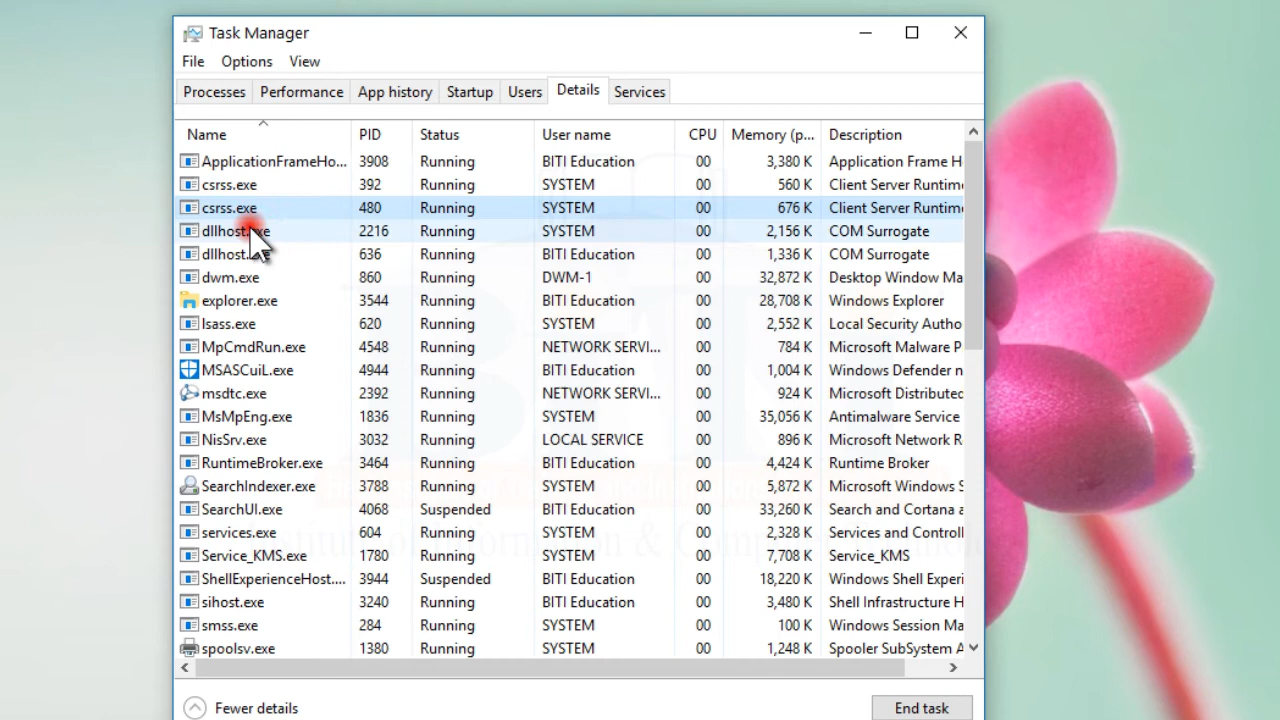 Task Manager
File Options View
Processes Performance App history Startup Users Details Services
Name PID Status User name CPU Memory (p... Description
ApplicationFrameHo... 3908 Running BITI Education 00 3,380 K Application Frame H
csrss.exe 392 Running SYSTEM 00 560 K Client Server Runtime
csrss.exe 480 Running SYSTEM 00 676 K Client Server Runtime
dllhost.exe 2216 Running SYSTEM 00 2,156 K COM Surrogate
dllhost. 636 Running BITI Education 00 1,336 K COM Surrogate
dwm.exe 860 Running DWM-1 00 32,872 K Desktop Window Ma
explorer.exe 3544 Running BITI Education 00 28,708 K Windows Explorer
lsass.exe 620 Running SYSTEM 00 2,552 K Local Security Autho
MpCmdRun.exe 4548 Running NETWORK SERVI... 00 784 K Microsoft Malware P
MSASCuiL.exe 4944 Running BITI Education 00 1,004 K Windows Defender n
msdtc.exe 2392 Running NETWORK SERVI... 00 924 K Microsoft Distributed
MsMpEng.exe 1836 Running SYSTEM 00 35,056 K Antimalware Service
NisSrv.exe 3032 Running LOCAL SERVICE 00 896 K Microsoft Network R
RuntimeBroker.exe 3464 Running BITI Education 00 4,424 K Runtime Broker
SearchIndexer.exe 3788 Running SYSTEM 00 5,872 K Microsoft Windows S
SearchUI.exe 4068 Suspended BITI Education 00 33,260 K Search and Cortana a
services.exe 604 Running SYSTEM 00 2,328 K Services and Controll
Service_KMS.exe 1780 Running SYSTEM 00 7,708 K Service_KMS
ShellExperienceHost.... 3944 Suspended BITI Education 00 18,220 K Windows Shell Experi
sihost.exe 3240 Running BITI Education 00 3,480 K Shell Infrastructure H
smss.exe 284 Running SYSTEM 00 100 K Windows Session Ma
spoolsv.exe 1380 Running SYSTEM 00 1,248 K Spooler SubSystem A
Fewer details End task